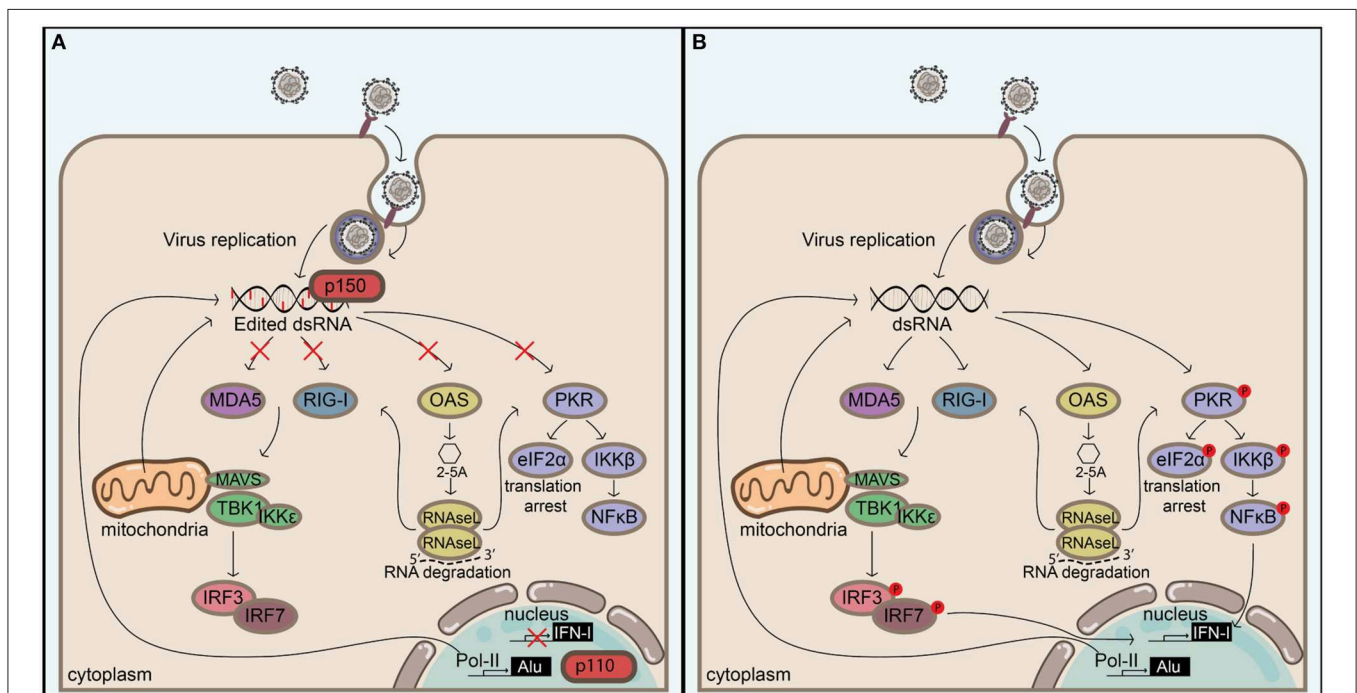 A
Virus replication
p150
Edited dsRNA
MDA5
RIG-I
OAS
PKR
2-5A
eIF2α
IKKβ
translation
arrest
MAVS
TBK1
IKKε
mitochondria
NFκB
RNAseL
RNAseL
5′ 3′
RNA degradation
IRF3
IRF7
nucleus
IFN-I
Pol-II
Alu
p110
cytoplasm
B
Virus replication
dsRNA
MDA5
RIG-I
OAS
PKR
P
2-5A
eIF2α
P
IKKβ
P
translation
arrest
MAVS
TBK1
IKKε
mitochondria
NFκB
P
RNAseL
RNAseL
5′ 3′
RNA degradation
IRF3
P
IRF7
P
nucleus
IFN-I
Pol-II
Alu
cytoplasm